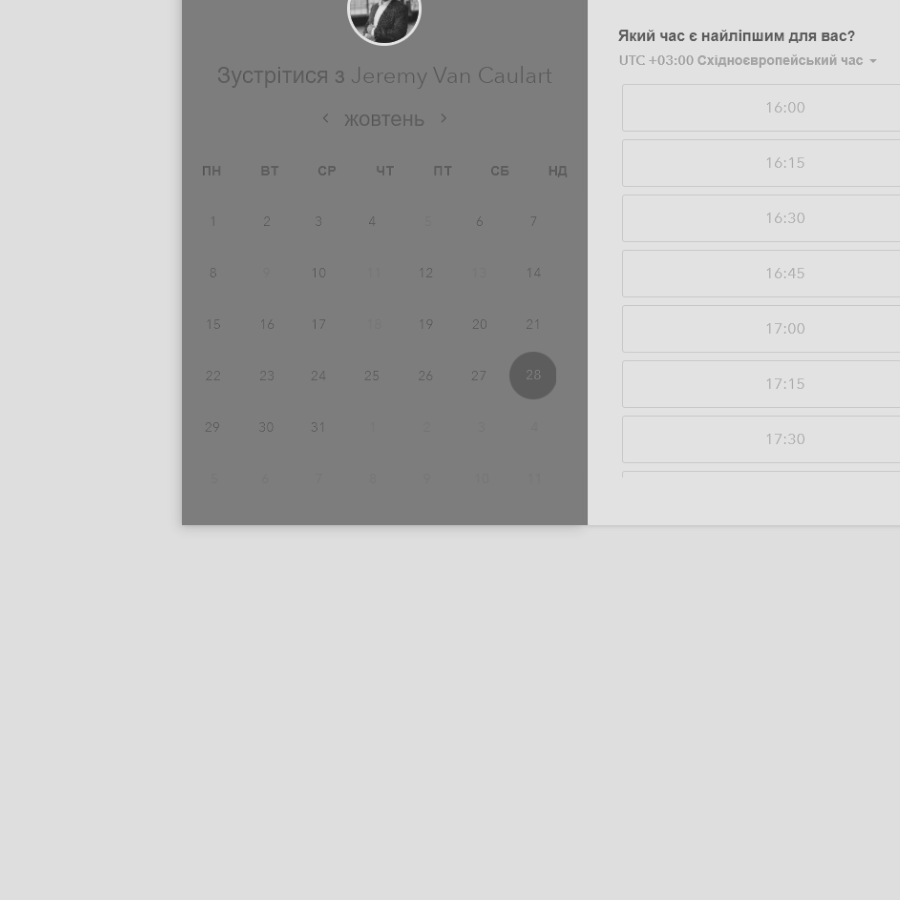 Зустрітися з Jeremy Van Caulart
жовтень
ПН ВТ СР ЧТ ПТ СБ НД
1 2 3 4 5 6 7
8 9 10 11 12 13 14
15 16 17 18 19 20 21
22 23 24 25 26 27 28
29 30 31 1 2 3 4
5 6 7 8 9 10 11
Який час є найліпшим для вас?
UTC +03:00 Східноєвропейський час
16:00
16:15
16:30
16:45
17:00
17:15
17:30